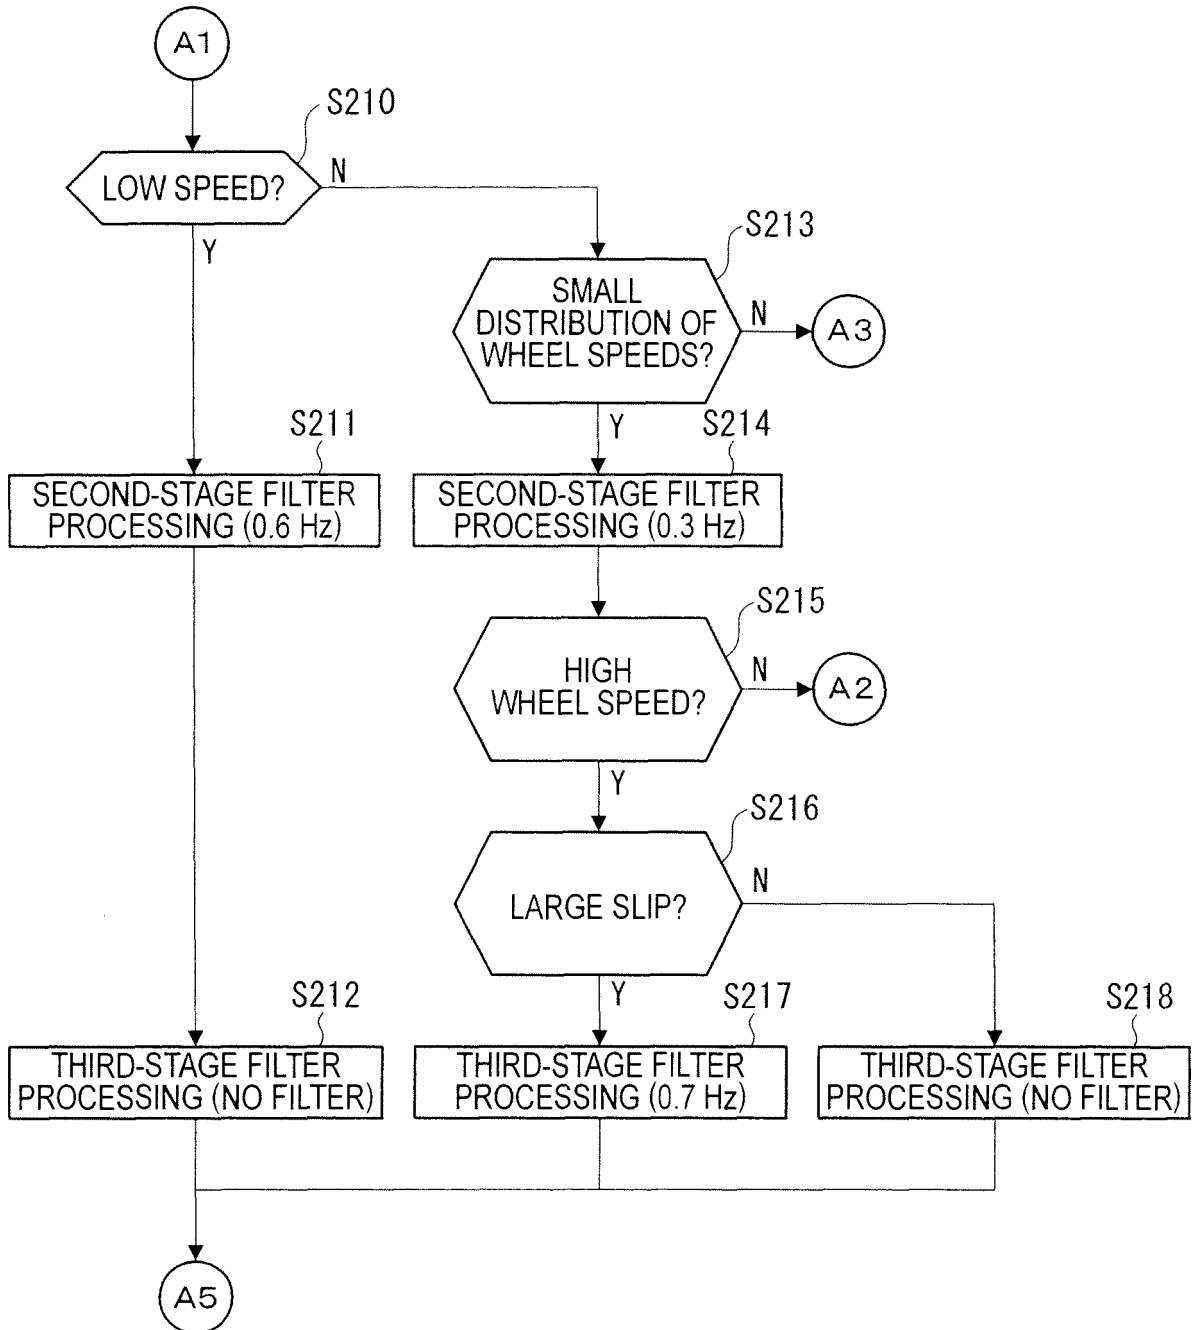 A1
S210
LOW SPEED?
N
Y
S213
SMALL
DISTRIBUTION OF
WHEEL SPEEDS?
N
A3
Y
S211
SECOND-STAGE FILTER
PROCESSING (0.6 Hz)
S214
SECOND-STAGE FILTER
PROCESSING (0.3 Hz)
S215
HIGH
WHEEL SPEED?
N
A2
Y
S216
LARGE SLIP?
N
Y
S212
THIRD-STAGE FILTER
PROCESSING (NO FILTER)
S217
THIRD-STAGE FILTER
PROCESSING (0.7 Hz)
S218
THIRD-STAGE FILTER
PROCESSING (NO FILTER)
A5